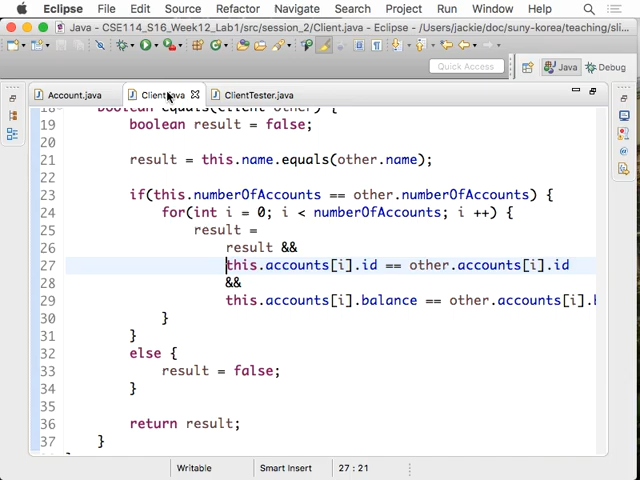 Eclipse File Edit Source Refactor Navigate Search Project Run Window Help
Java - CSE114_S16_Week12_Lab1/src/session_2/Client.java - Eclipse - /Users/jackie/doc/suny-korea/teaching/sli...
Quick Access Java Debug
Account.java Client.java ClientTester.java
18 boolean equals(Client other) {
19 boolean result = false;
20
21 result = this.name.equals(other.name);
22
23 if(this.numberOfAccounts == other.numberOfAccounts) {
24 for(int i = 0; i < numberOfAccounts; i ++) {
25 result =
26 result &&
27 this.accounts[i].id == other.accounts[i].id
28 &&
29 this.accounts[i].balance == other.accounts[i].b
30 }
31 }
32 else {
33 result = false;
34 }
35
36 return result;
37 }
Writable Smart Insert 27 : 21